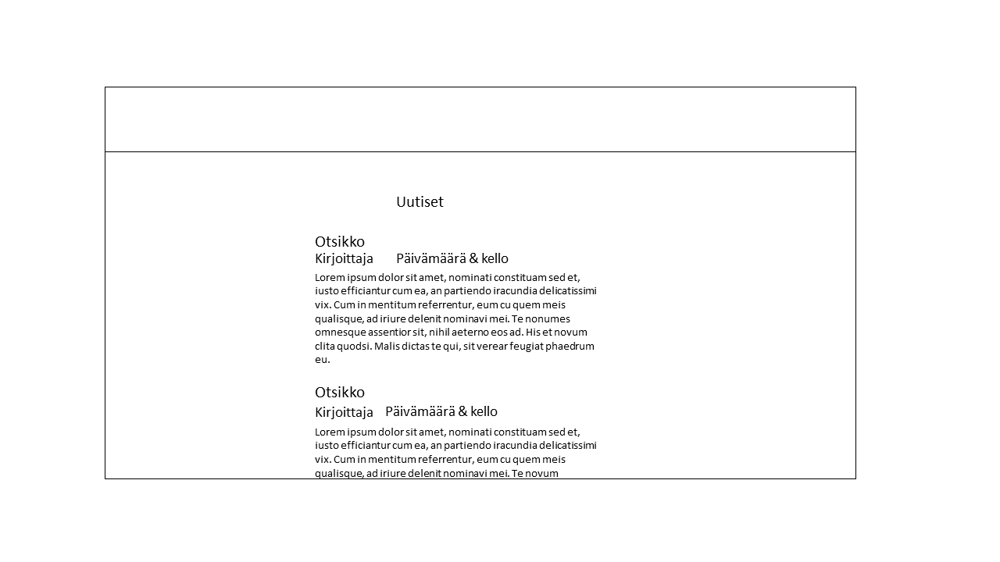 Uutiset
Otsikko
Kirjoittaja Päivämäärä & kello
Lorem ipsum dolor sit amet, nominati constituam sed et,
iusto efficiantur cum ea, an partiendo iracundia delicatissimi
vix. Cum in mentitum referrentur, eum cu quem meis
qualisque, ad iriure delenit nominavi mei. Te nonumes
omnesque assentior sit, nihil aeterno eos ad. His et novum
clita quodsi. Malis dictas te qui, sit verear feugiat phaedrum
eu.
Otsikko
Kirjoittaja Päivämäärä & kello
Lorem ipsum dolor sit amet, nominati constituam sed et,
iusto efficiantur cum ea, an partiendo iracundia delicatissimi
vix. Cum in mentitum referrentur, eum cu quem meis
qualisque, ad iriure delenit nominavi mei. Te novum